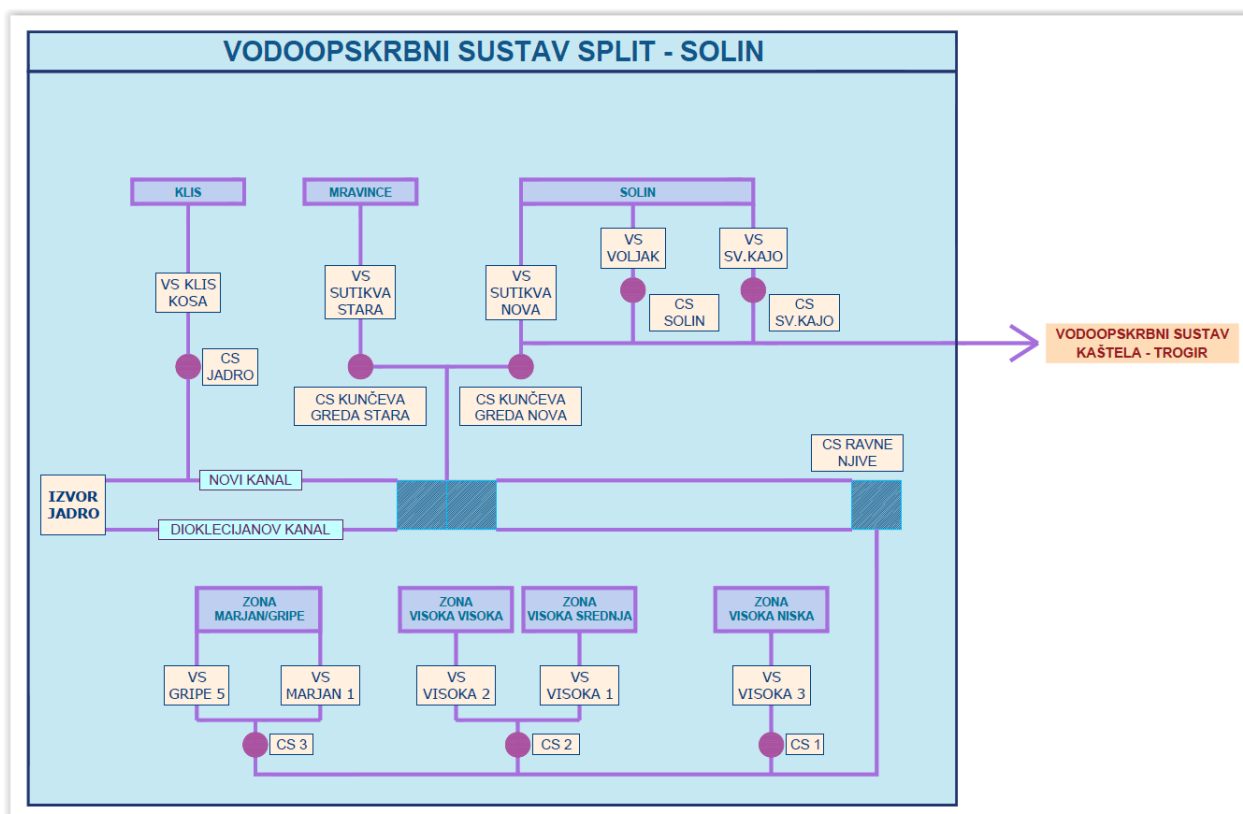 VODOOPSKRBNI SUSTAV SPLIT - SOLIN
KLIS
MRAVINCE
SOLIN
VS
VOLJAK
VS
SV.KAJO
VS KLIS
KOSA
VS
SUTIKVA
STARA
VS
SUTIKVA
NOVA
CS
SOLIN
CS
SV.KAJO
VODOOPSKRBNI SUSTAV
KAŠTELA - TROGIR
CS
JADRO
CS KUNČEVA
GREDA STARA
CS KUNČEVA
GREDA NOVA
CS RAVNE
NJIVE
IZVOR
JADRO
NOVI KANAL
DIOKLECIJANOV KANAL
ZONA
MARJAN/GRIPE
ZONA
VISOKA VISOKA
ZONA
VISOKA SREDNJA
ZONA
VISOKA NISKA
VS
GRIPE 5
VS
MARJAN 1
VS
VISOKA 2
VS
VISOKA 1
VS
VISOKA 3
CS 3
CS 2
CS 1